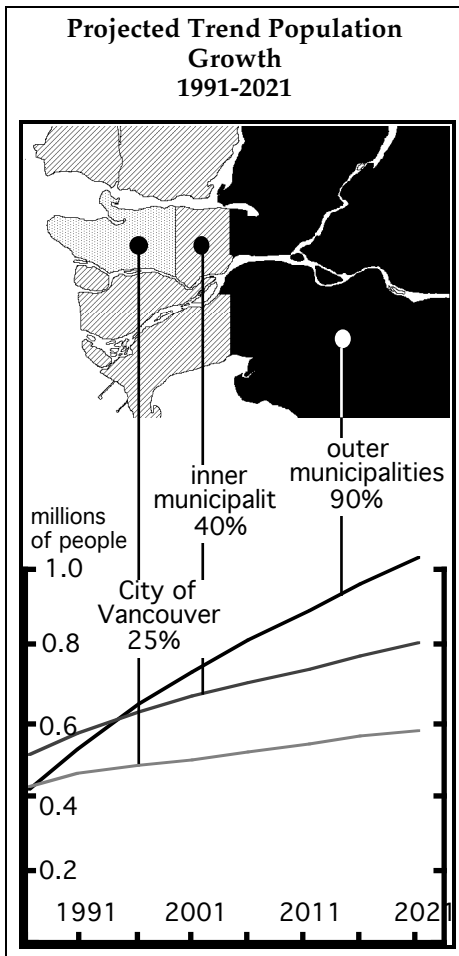 Projected Trend Population
Growth
1991-2021
outer
municipalities
90%
inner
municipalit
40%
millions
of people
City of
Vancouver
25%
1.0
0.8
0.6
0.4
0.2
1991 2001 2011 2021